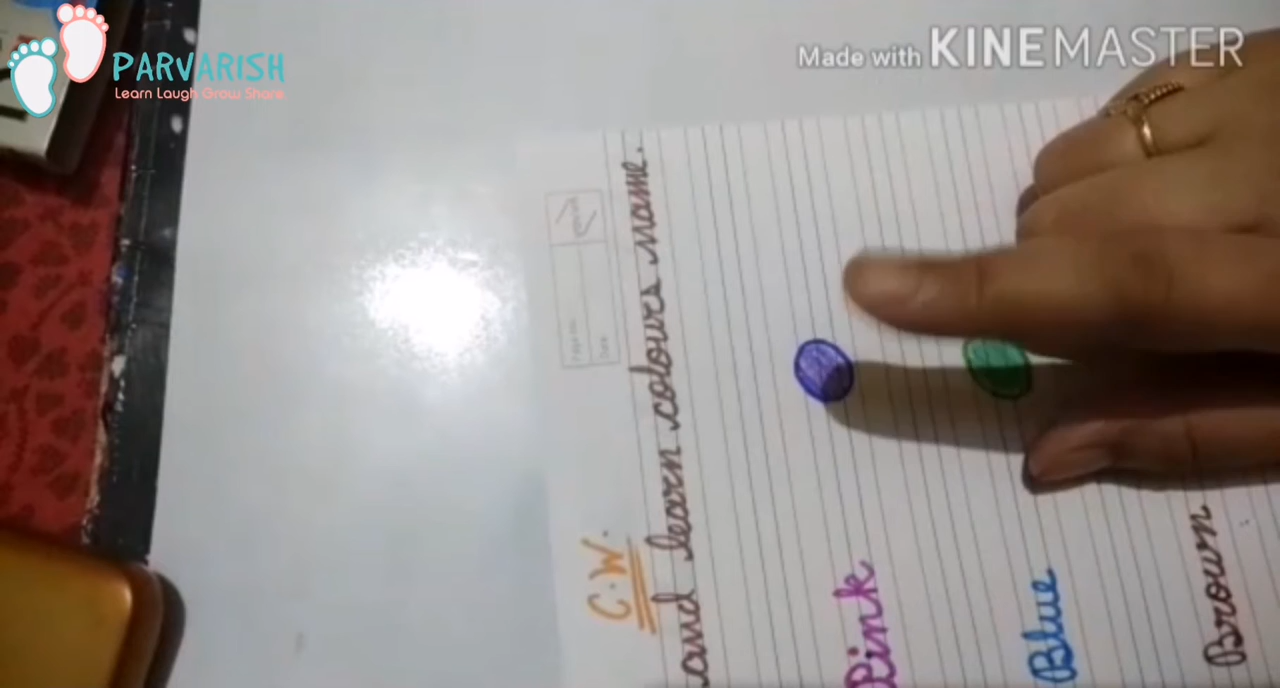 PARVARISH
Learn Laugh Grow Share
Made with KINEMASTER
C.W.
and learn colours name.
Pink
Blue
Brown